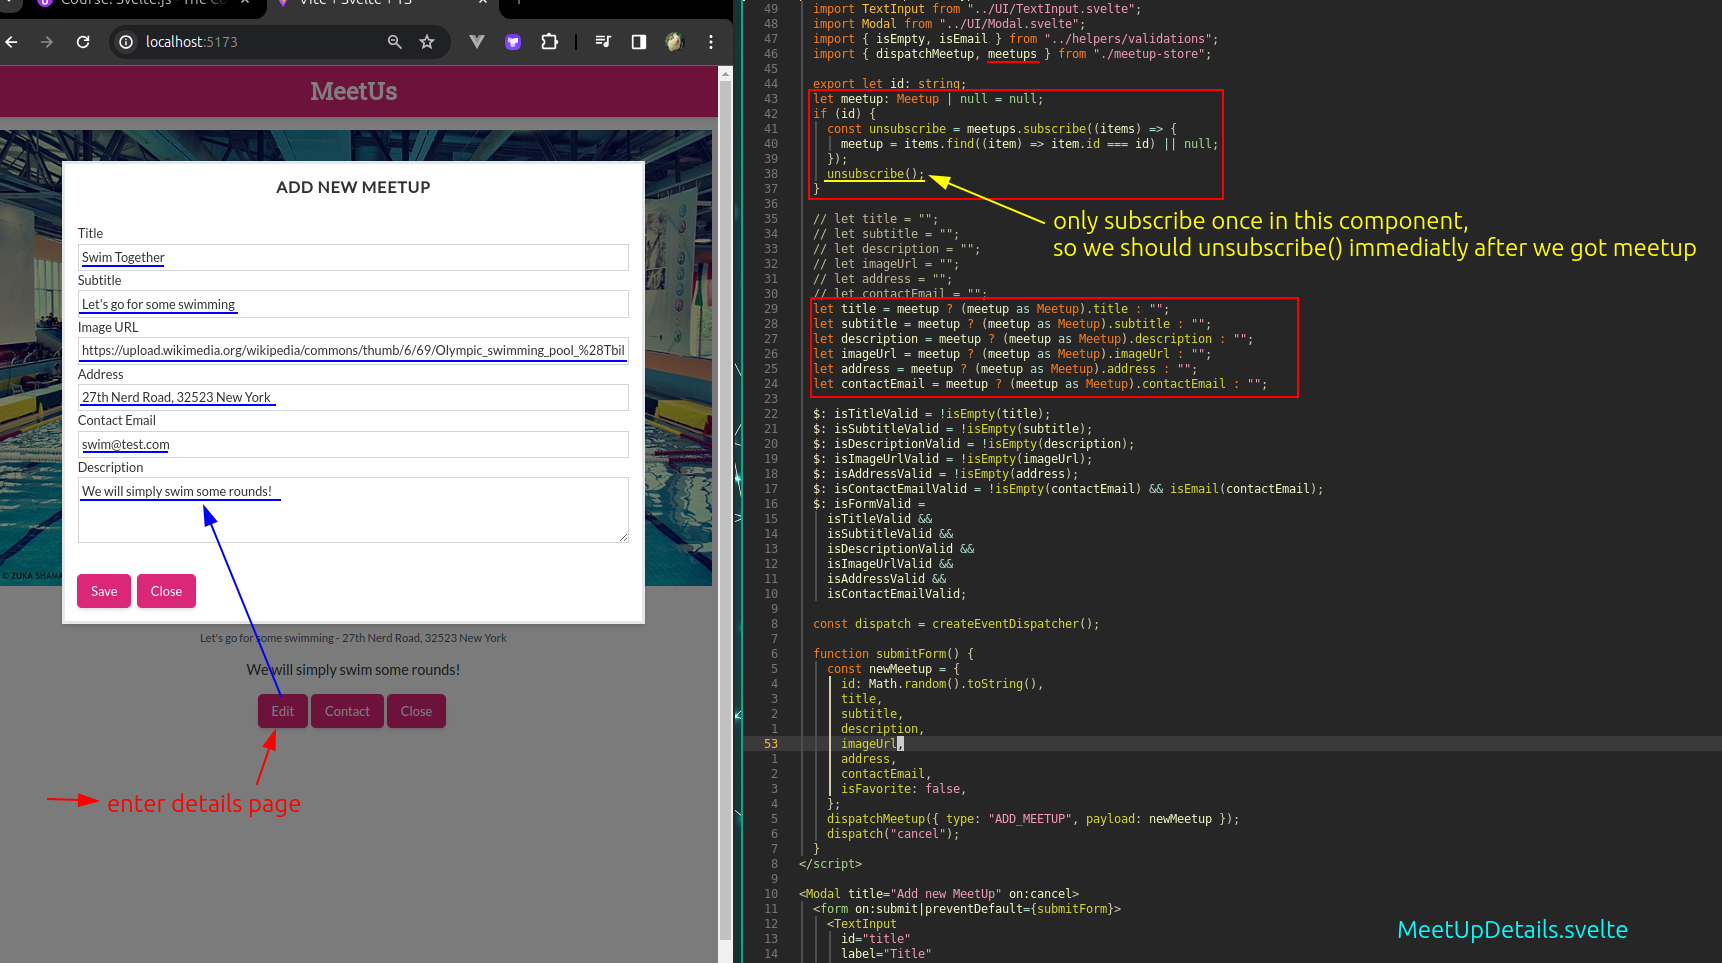 Course: Svelte.js - The Co
Vite + Svelte + TS
localhost:5173
MeetUs
ADD NEW MEETUP
Title
Swim Together
Subtitle
Let's go for some swimming
Image URL
https://upload.wikimedia.org/wikipedia/commons/thumb/6/69/Olympic_swimming_pool_%28Tbil
Address
27th Nerd Road, 32523 New York
Contact Email
swim@test.com
Description
We will simply swim some rounds!
Save Close
© ZUKA SHAMA
Let's go for some swimming - 27th Nerd Road, 32523 New York
We will simply swim some rounds!
Edit Contact Close
enter details page
49 import TextInput from "../UI/TextInput.svelte";
48 import Modal from "../UI/Modal.svelte";
47 import { isEmpty, isEmail } from "../helpers/validations";
46 import { dispatchMeetup, meetups } from "./meetup-store";
45
44 export let id: string;
43 let meetup: Meetup | null = null;
42 if (id) {
41 const unsubscribe = meetups.subscribe((items) => {
40 meetup = items.find((item) => item.id === id) || null;
39 });
38 unsubscribe();
37 }
36
only subscribe once in this component,
so we should unsubscribe() immediatly after we got meetup
35 // let title = "";
34 // let subtitle = "";
33 // let description = "";
32 // let imageUrl = "";
31 // let address = "";
30 // let contactEmail = "";
29 let title = meetup ? (meetup as Meetup).title : "";
28 let subtitle = meetup ? (meetup as Meetup).subtitle : "";
27 let description = meetup ? (meetup as Meetup).description : "";
26 let imageUrl = meetup ? (meetup as Meetup).imageUrl : "";
25 let address = meetup ? (meetup as Meetup).address : "";
24 let contactEmail = meetup ? (meetup as Meetup).contactEmail : "";
23
22 $: isTitleValid = !isEmpty(title);
21 $: isSubtitleValid = !isEmpty(subtitle);
20 $: isDescriptionValid = !isEmpty(description);
19 $: isImageUrlValid = !isEmpty(imageUrl);
18 $: isAddressValid = !isEmpty(address);
17 $: isContactEmailValid = !isEmpty(contactEmail) && isEmail(contactEmail);
16 $: isFormValid =
15 isTitleValid &&
14 isSubtitleValid &&
13 isDescriptionValid &&
12 isImageUrlValid &&
11 isAddressValid &&
10 isContactEmailValid;
9
8 const dispatch = createEventDispatcher();
7
6 function submitForm() {
5 const newMeetup = {
4 id: Math.random().toString(),
3 title,
2 subtitle,
1 description,
53 imageUrl,
1 address,
2 contactEmail,
3 isFavorite: false,
4 };
5 dispatchMeetup({ type: "ADD_MEETUP", payload: newMeetup });
6 dispatch("cancel");
7 }
8 </script>
9
10 <Modal title="Add new MeetUp" on:cancel>
11 <form on:submit|preventDefault={submitForm}>
12 <TextInput
13 id="title"
14 label="Title"
MeetUpDetails.svelte